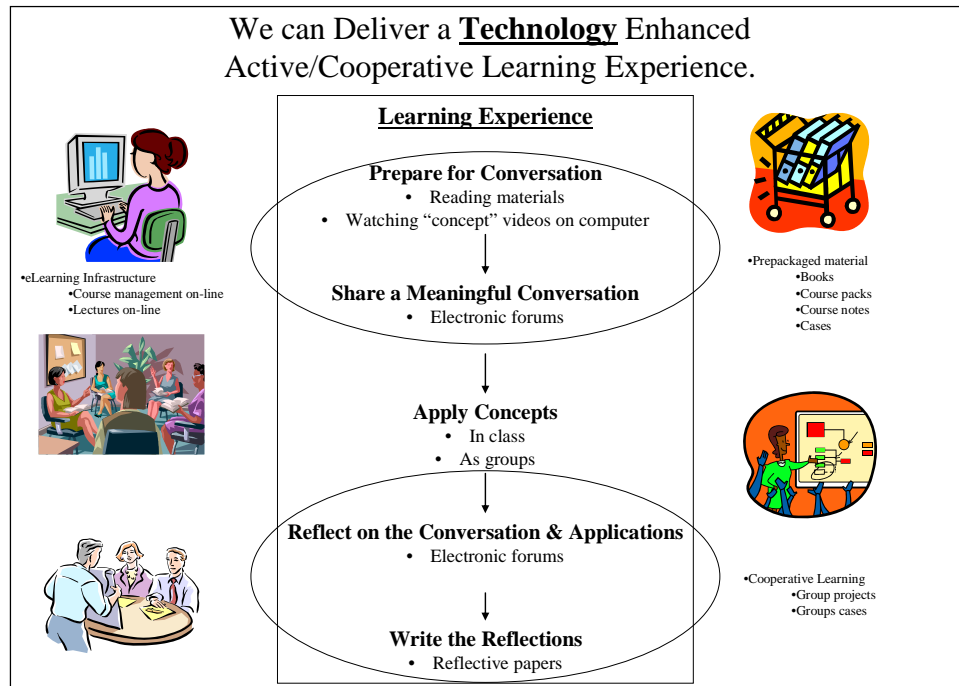 We can Deliver a Technology Enhanced
Active/Cooperative Learning Experience.
Learning Experience
Prepare for Conversation
• Reading materials
• Watching “concept” videos on computer
Share a Meaningful Conversation
• Electronic forums
Apply Concepts
• In class
• As groups
Reflect on the Conversation & Applications
• Electronic forums
Write the Reflections
• Reflective papers
•eLearning Infrastructure
•Course management on-line
•Lectures on-line
•Prepackaged material
•Books
•Course packs
•Course notes
•Cases
•Cooperative Learning
•Group projects
•Groups cases